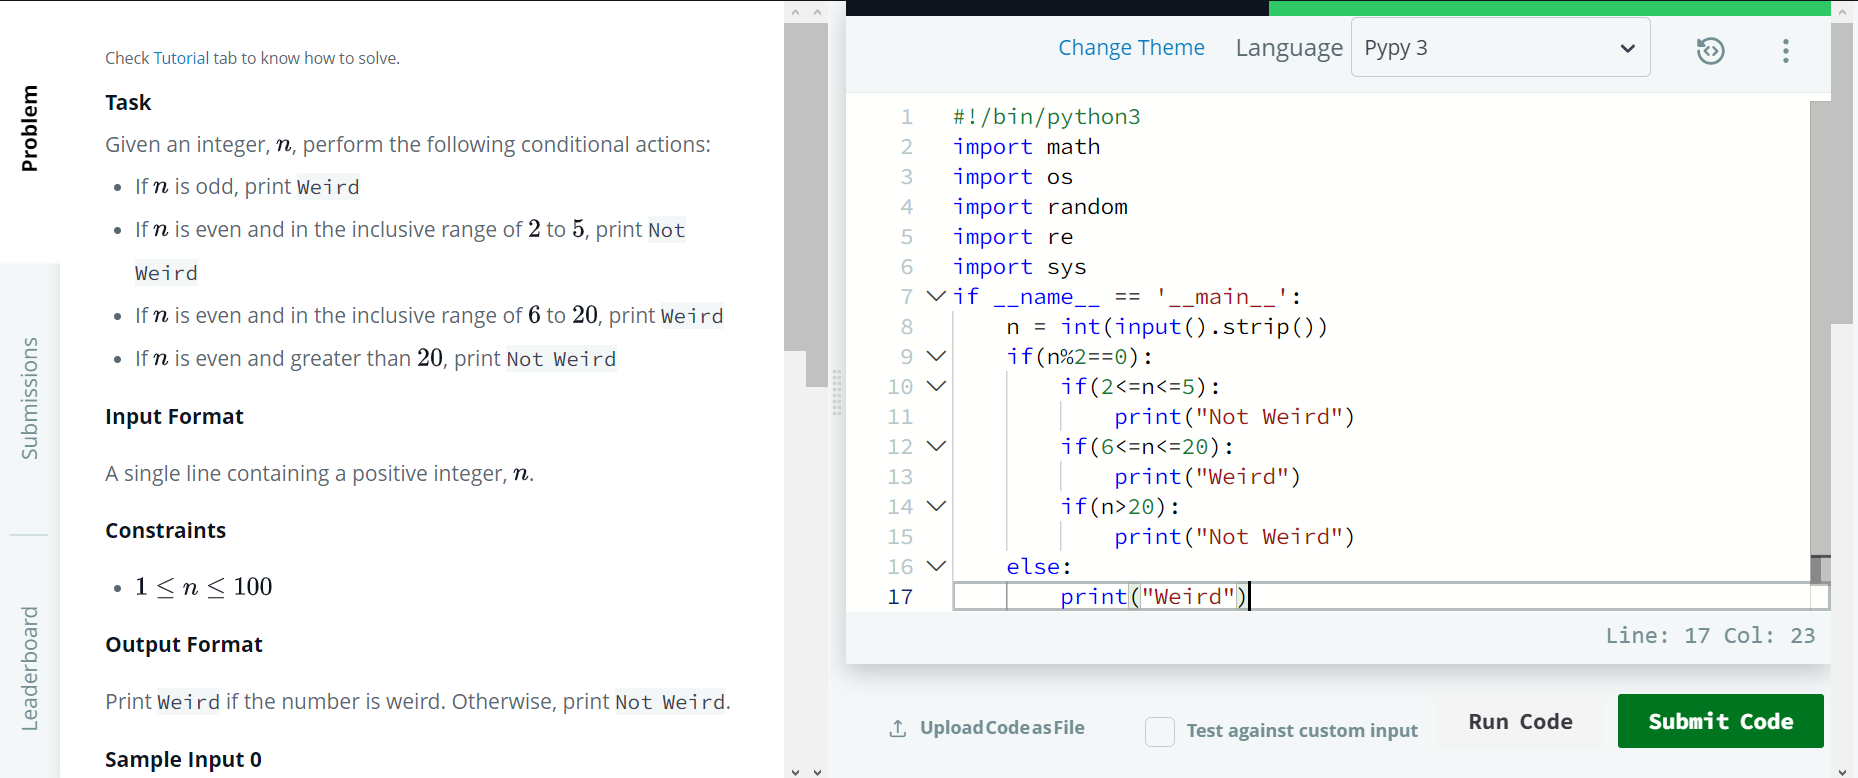 Problem
Submissions
Leaderboard
Check Tutorial tab to know how to solve.
Task
Given an integer, n, perform the following conditional actions:
• If n is odd, print Weird
• If n is even and in the inclusive range of 2 to 5, print Not
Weird
• If n is even and in the inclusive range of 6 to 20, print Weird
• If n is even and greater than 20, print Not Weird
Input Format
A single line containing a positive integer, n.
Constraints
• 1 ≤ n ≤ 100
Output Format
Print Weird if the number is weird. Otherwise, print Not Weird.
Sample Input 0
Change Theme Language Pypy 3
1 #!/bin/python3
2 import math
3 import os
4 import random
5 import re
6 import sys
7 if __name__ == '__main__':
8     n = int(input().strip())
9     if(n%2==0):
10         if(2<=n<=5):
11             print("Not Weird")
12         if(6<=n<=20):
13             print("Weird")
14         if(n>20):
15             print("Not Weird")
16     else:
17         print("Weird")
Line: 17 Col: 23
Upload Code as File
Test against custom input
Run Code
Submit Code